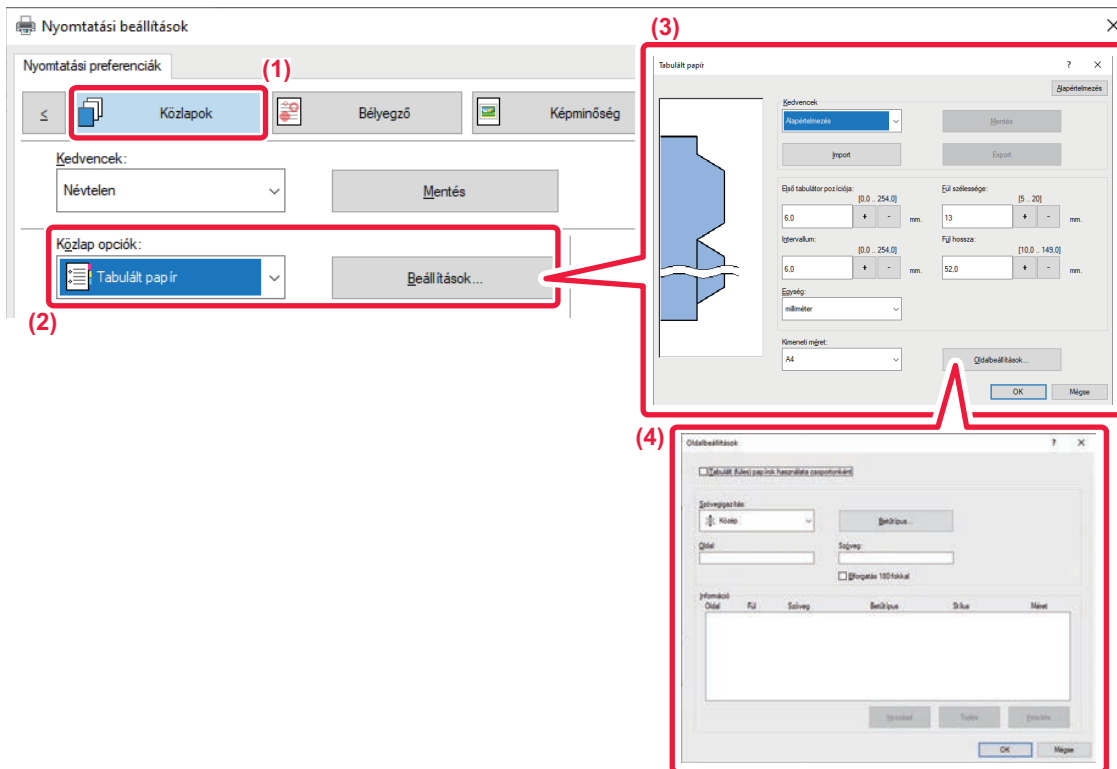 Nyomtatási beállítások
Nyomtatási preferenciák
(1)
< Közlapok Bélyegző Képminőség
Kedvencek:
Névtelen Mentés
Közlap opciók:
Tabulált papír Beállítások...
(2)
(3)
Tabulált papír ? ×
Alapértelmezés
Kedvencek
Alapértelmezés Mentés
Import Export
Első tabulátor pozíciója: Fül szélessége:
[0,0 .. 254,0] [5 .. 20]
6,0 + - mm. 13 + - mm.
Intervallum: Fül hossza:
[0,0 .. 254,0] [10,0 .. 149,0]
6,0 + - mm. 52,0 + - mm.
Egység:
milliméter
Kimeneti méret:
A4 Oldalbeállítások...
OK Mégse
(4)
Oldalbeállítások ? ×
Tabulált (füles) papírok használata csoportonként
Szövegigazítás:
Közép Betűtípus...
Oldal: Szöveg:
Elforgatás 180 fokkal
Információ
Oldal Fül Szöveg Betűtípus Stílus Méret
Hozzáad Törlés
OK Mégse